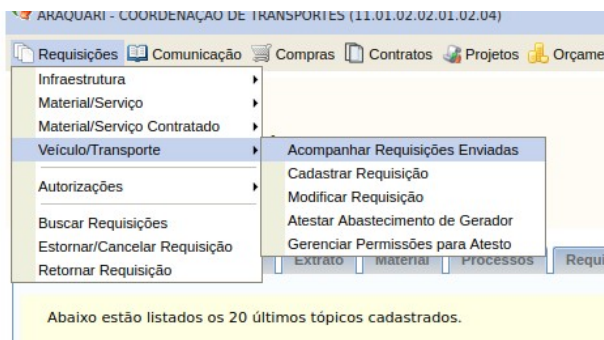 ARAQUARI - COORDENAÇÃO DE TRANSPORTES (11.01.02.02.01.02.04)
Requisições Comunicação Compras Contratos Projetos Orçame
Infraestrutura
Material/Serviço
Material/Serviço Contratado
Veículo/Transporte
Autorizações
Buscar Requisições
Estornar/Cancelar Requisição
Retornar Requisição
Acompanhar Requisições Enviadas
Cadastrar Requisição
Modificar Requisição
Atestar Abastecimento de Gerador
Gerenciar Permissões para Atesto
Extrato Material Processos Requi
Abaixo estão listados os 20 últimos tópicos cadastrados.